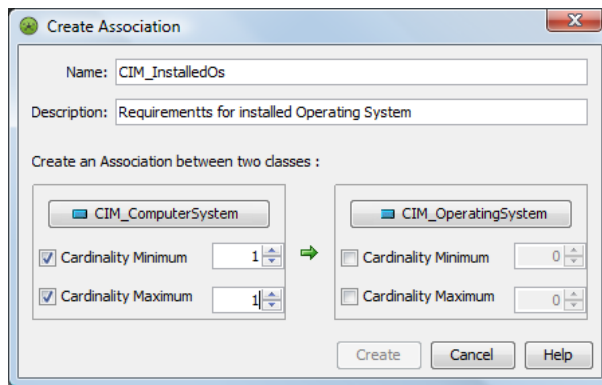 Create Association
Name: CIM_InstalledOs
Description: Requirementts for installed Operating System
Create an Association between two classes :
CIM_ComputerSystem CIM_OperatingSystem
Cardinality Minimum 1 Cardinality Minimum 0
Cardinality Maximum 1 Cardinality Maximum 0
Create Cancel Help